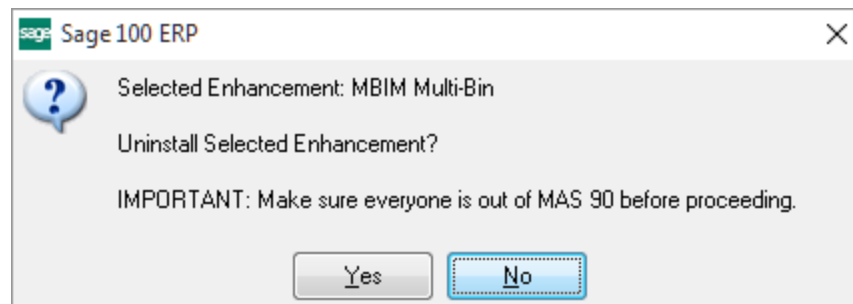 sage Sage 100 ERP
?
Selected Enhancement: MBIM Multi-Bin
Uninstall Selected Enhancement?
IMPORTANT: Make sure everyone is out of MAS 90 before proceeding.
Yes No